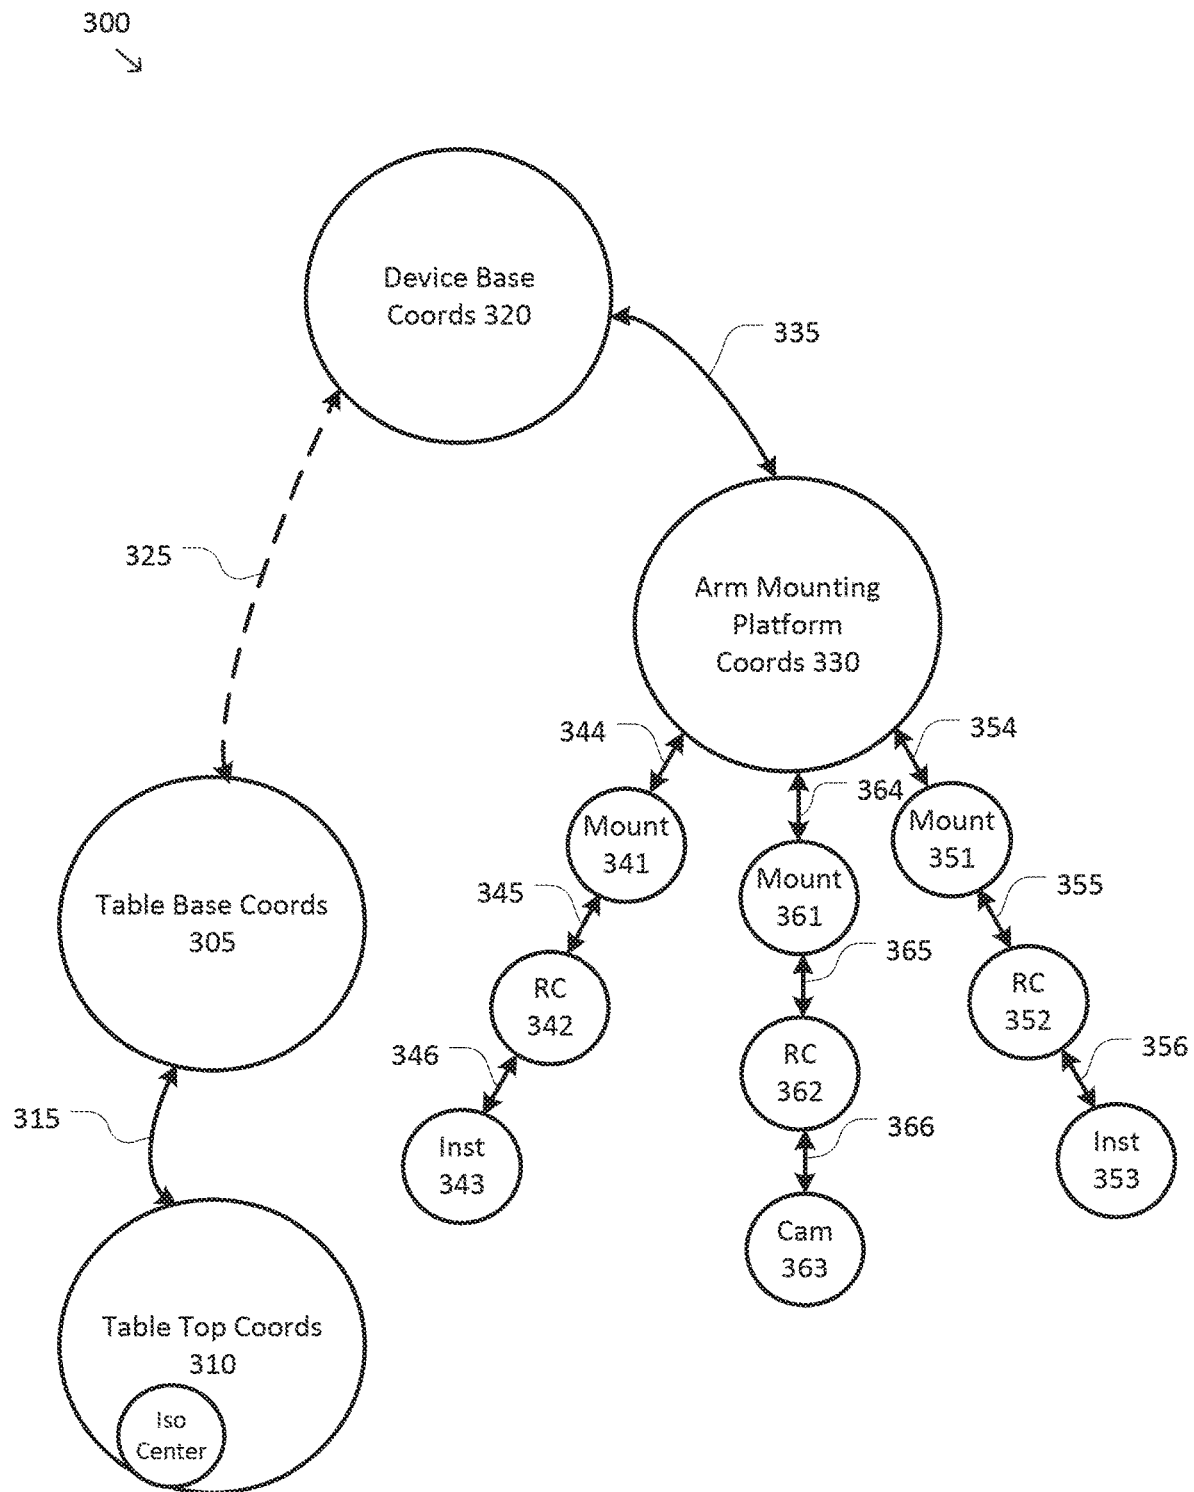 300
Device Base
Coords 320
335
325
Arm Mounting
Platform
Coords 330
344
354
364
Mount
341
Mount
351
Mount
361
345
355
365
Table Base Coords
305
RC
342
RC
352
RC
362
346
356
366
315
Inst
343
Inst
353
Cam
363
Table Top Coords
310
Iso
Center